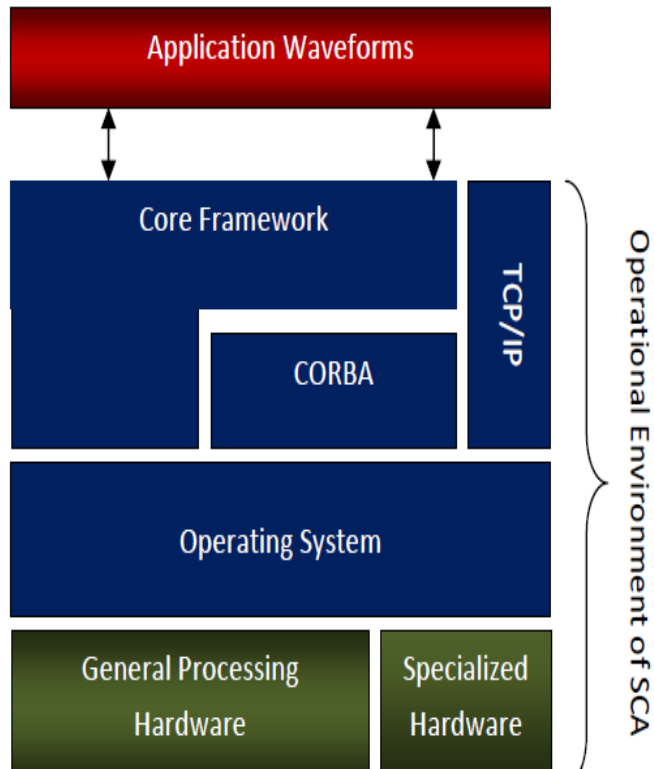 Application Waveforms
Core Framework
TCP/IP
CORBA
Operating System
General Processing
Hardware
Specialized
Hardware
Operational Environment of SCA